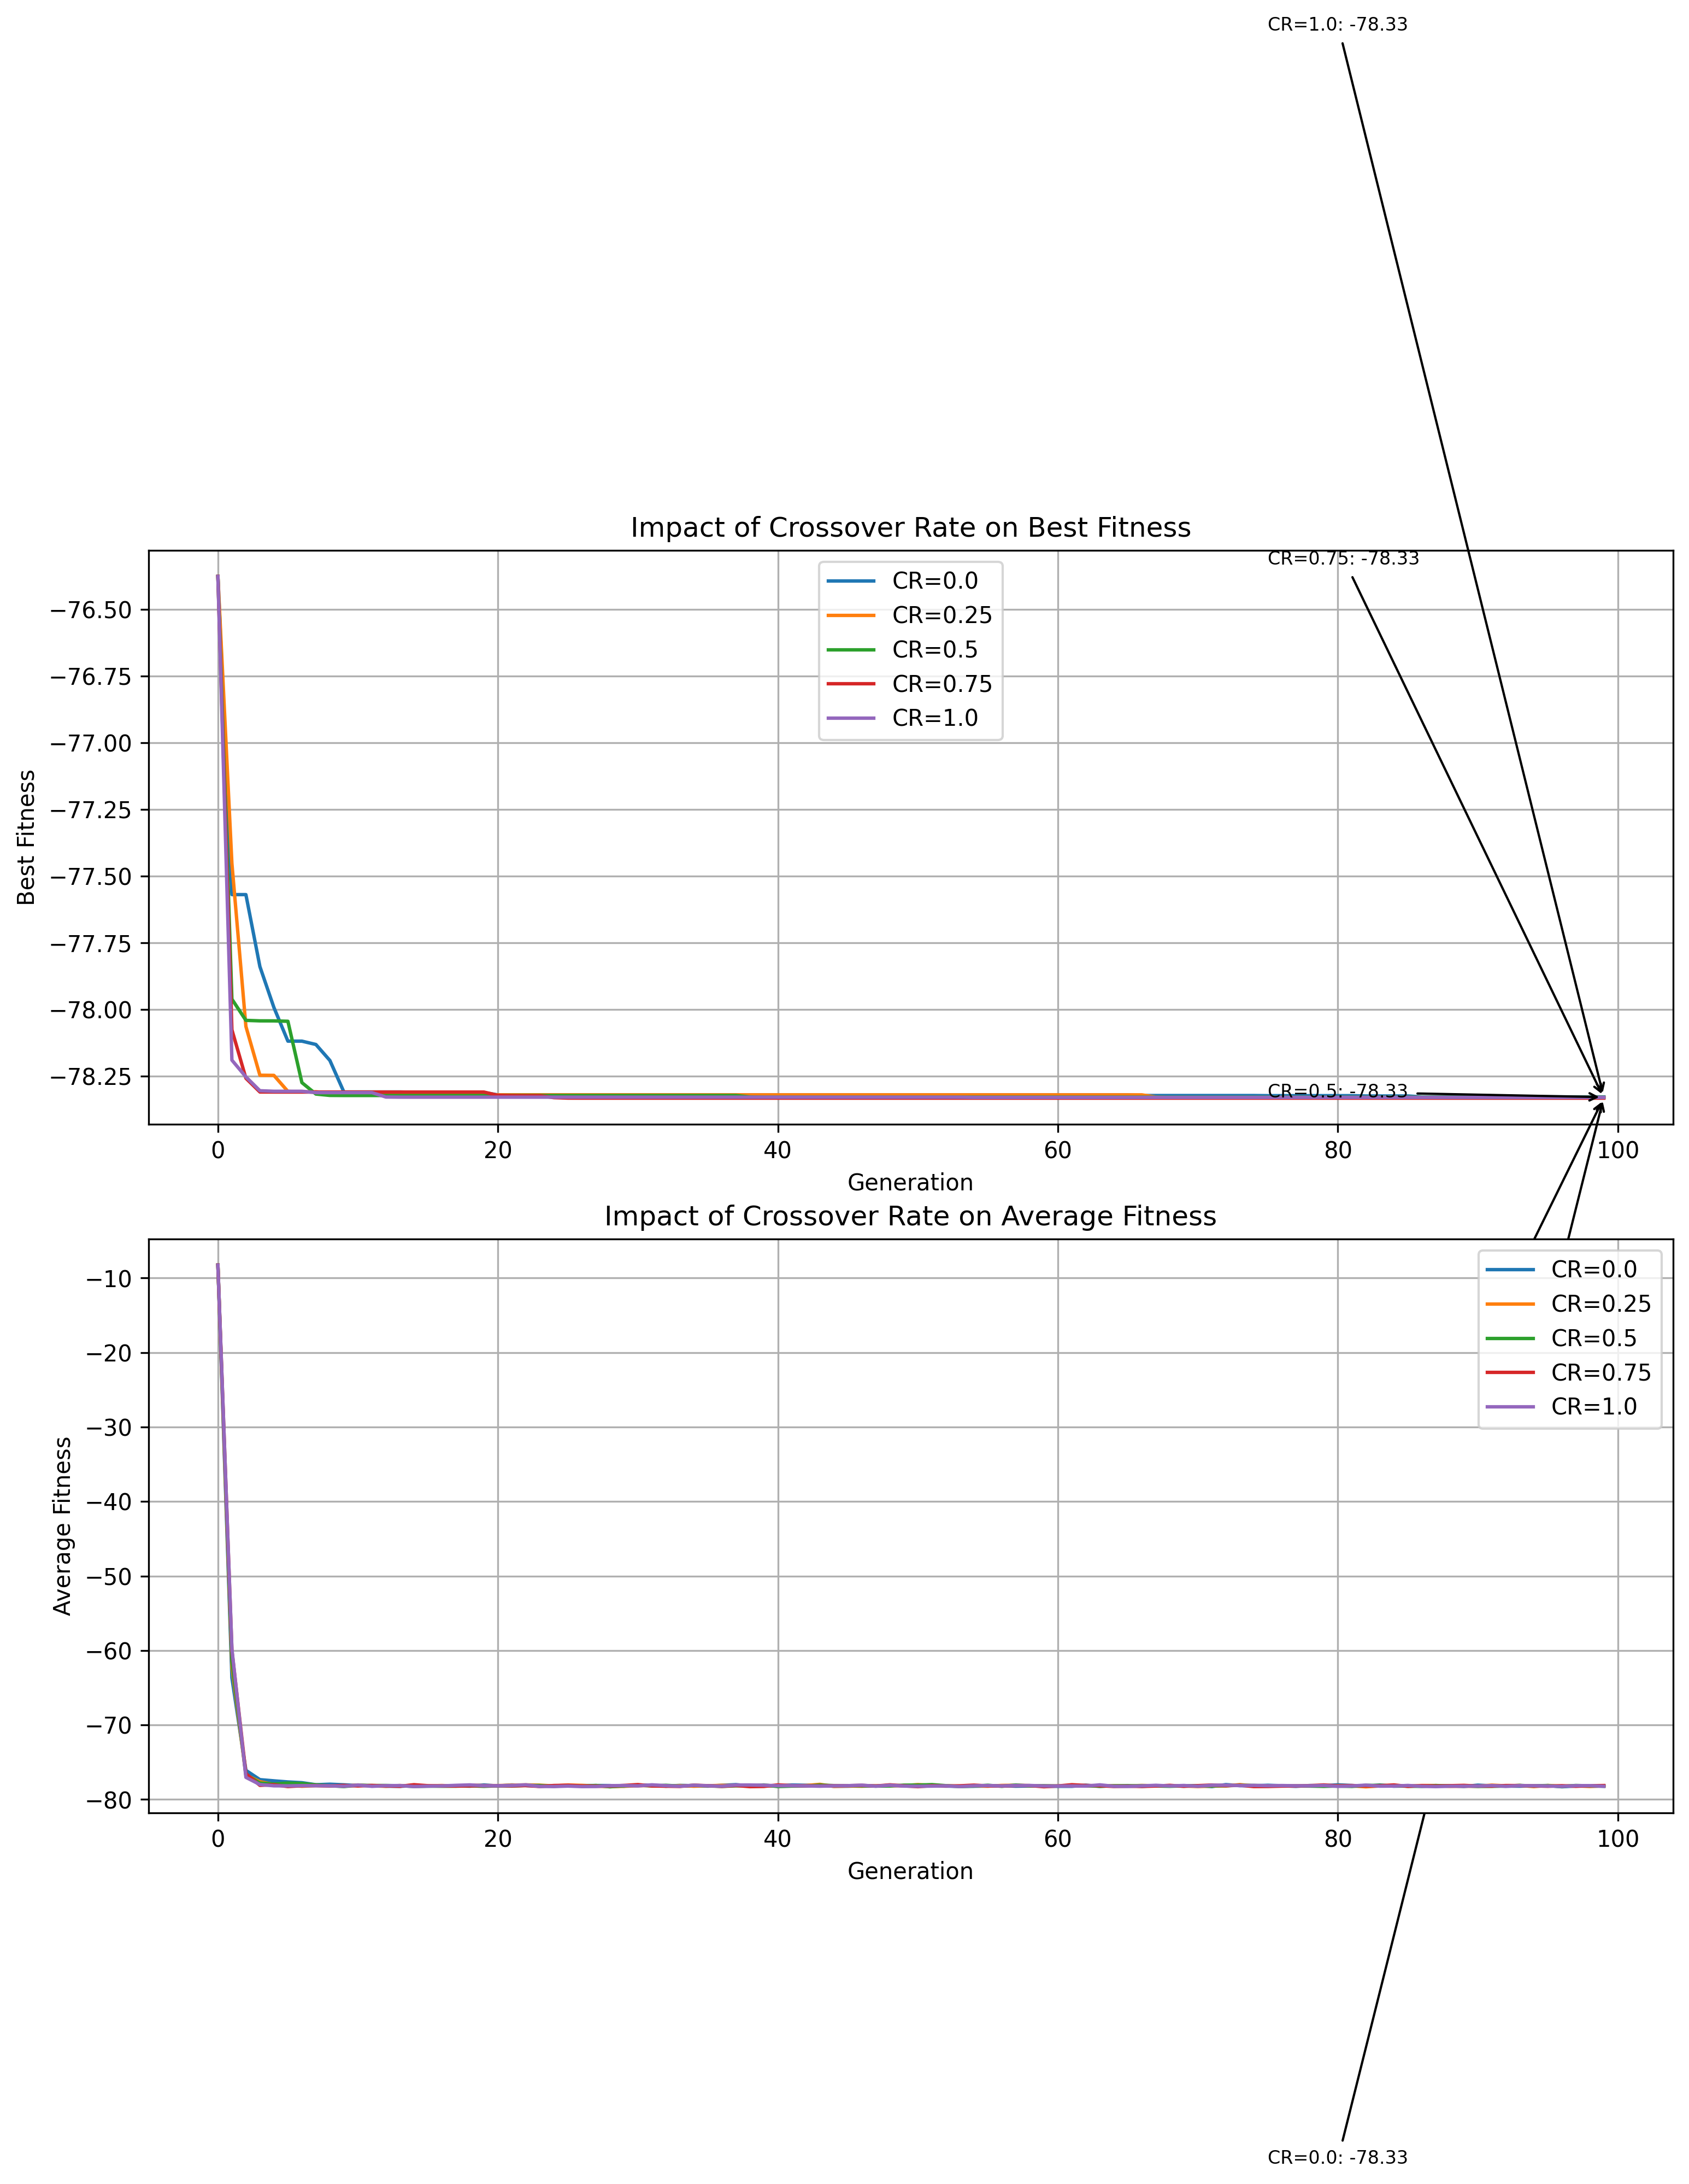 CR=1.0: -78.33
Impact of Crossover Rate on Best Fitness
CR=0.75: -78.33
CR=0.0
CR=0.25
CR=0.5
CR=0.75
CR=1.0
−76.50
−76.75
−77.00
−77.25
−77.50
−77.75
−78.00
−78.25
Best Fitness
CR=0.5: -78.33
0 20 40 60 80 100
Generation
Impact of Crossover Rate on Average Fitness
CR=0.0
CR=0.25
CR=0.5
CR=0.75
CR=1.0
−10
−20
−30
−40
−50
−60
−70
−80
Average Fitness
0 20 40 60 80 100
Generation
CR=0.0: -78.33